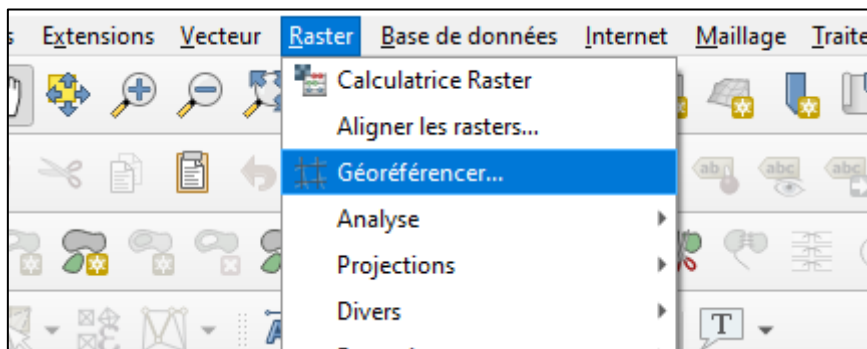 Extensions Vecteur Raster Base de données Internet Maillage
Calculatrice Raster
Aligner les rasters...
Géoréférencer...
Analyse
Projections
Divers